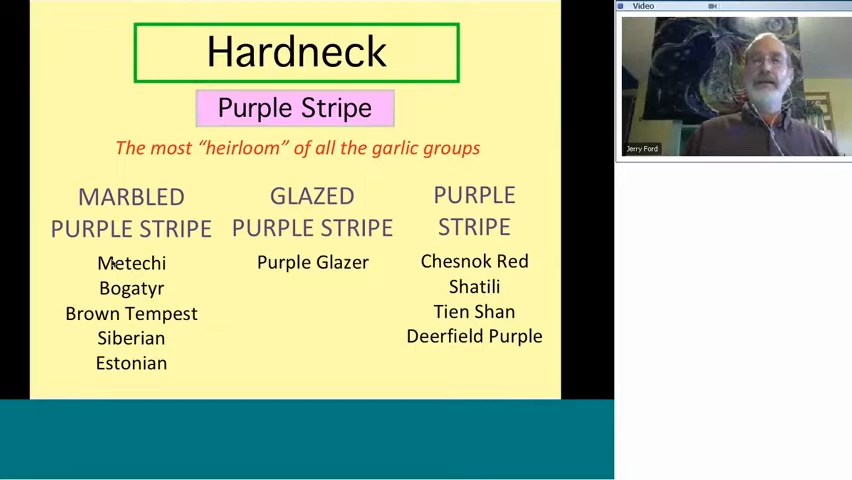 Hardneck
Purple Stripe
The most “heirloom” of all the garlic groups
MARBLED
PURPLE STRIPE
Metechi
Bogatyr
Brown Tempest
Siberian
Estonian
GLAZED
PURPLE STRIPE
Purple Glazer
PURPLE
STRIPE
Chesnok Red
Shatili
Tien Shan
Deerfield Purple
Video
Jerry Ford